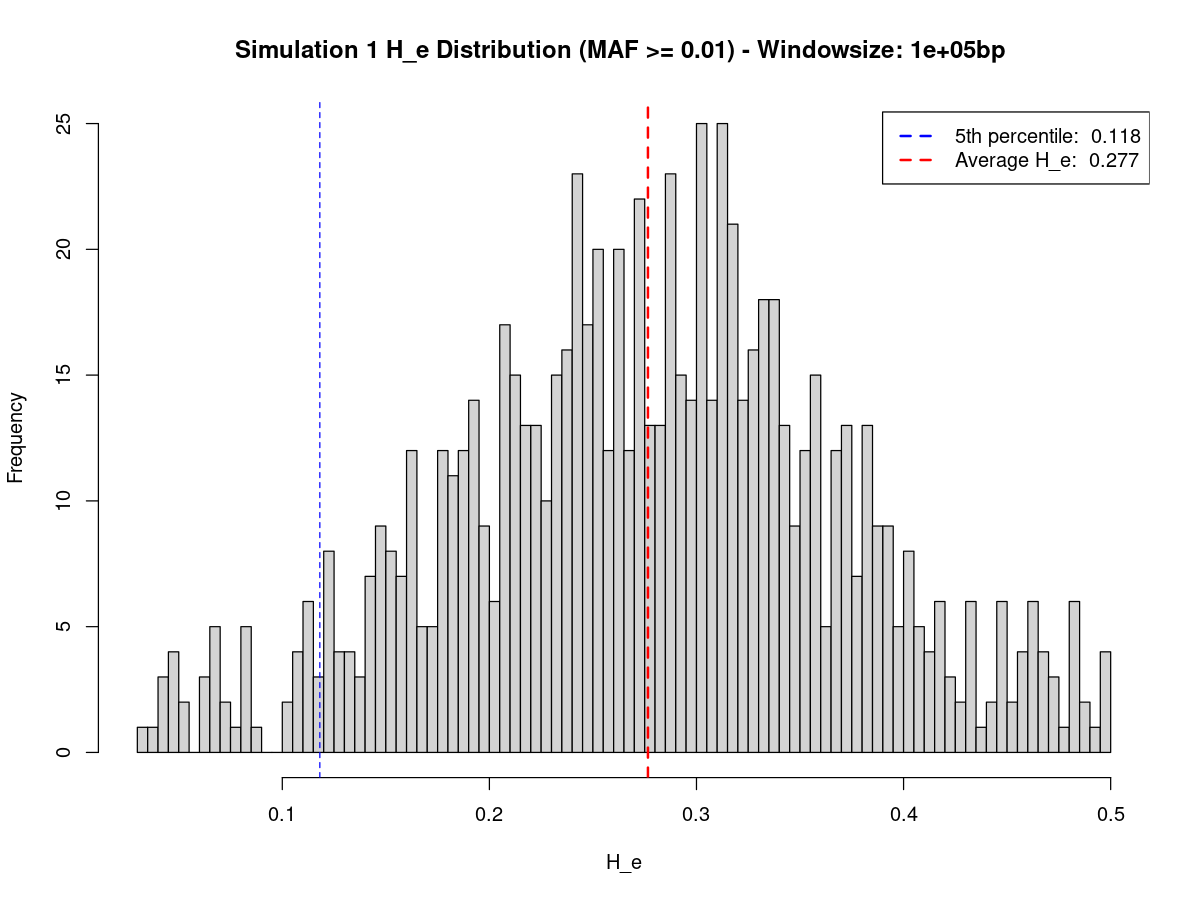 Simulation 1 H_e Distribution (MAF >= 0.01) - Windowsize: 1e+05bp
5th percentile:  0.118
Average H_e:  0.277
Frequency
25
20
15
10
5
0
0.1
0.2
0.3
0.4
0.5
H_e